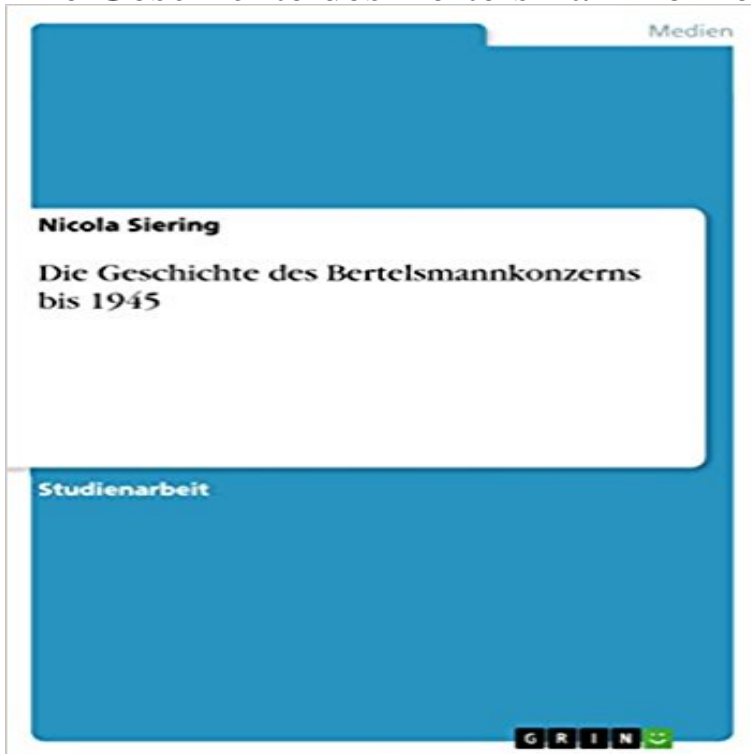 Medien
Nicola Siering
Die Geschichte des Bertelsmannkonzerns
bis 1945
Studienarbeit
GRIN